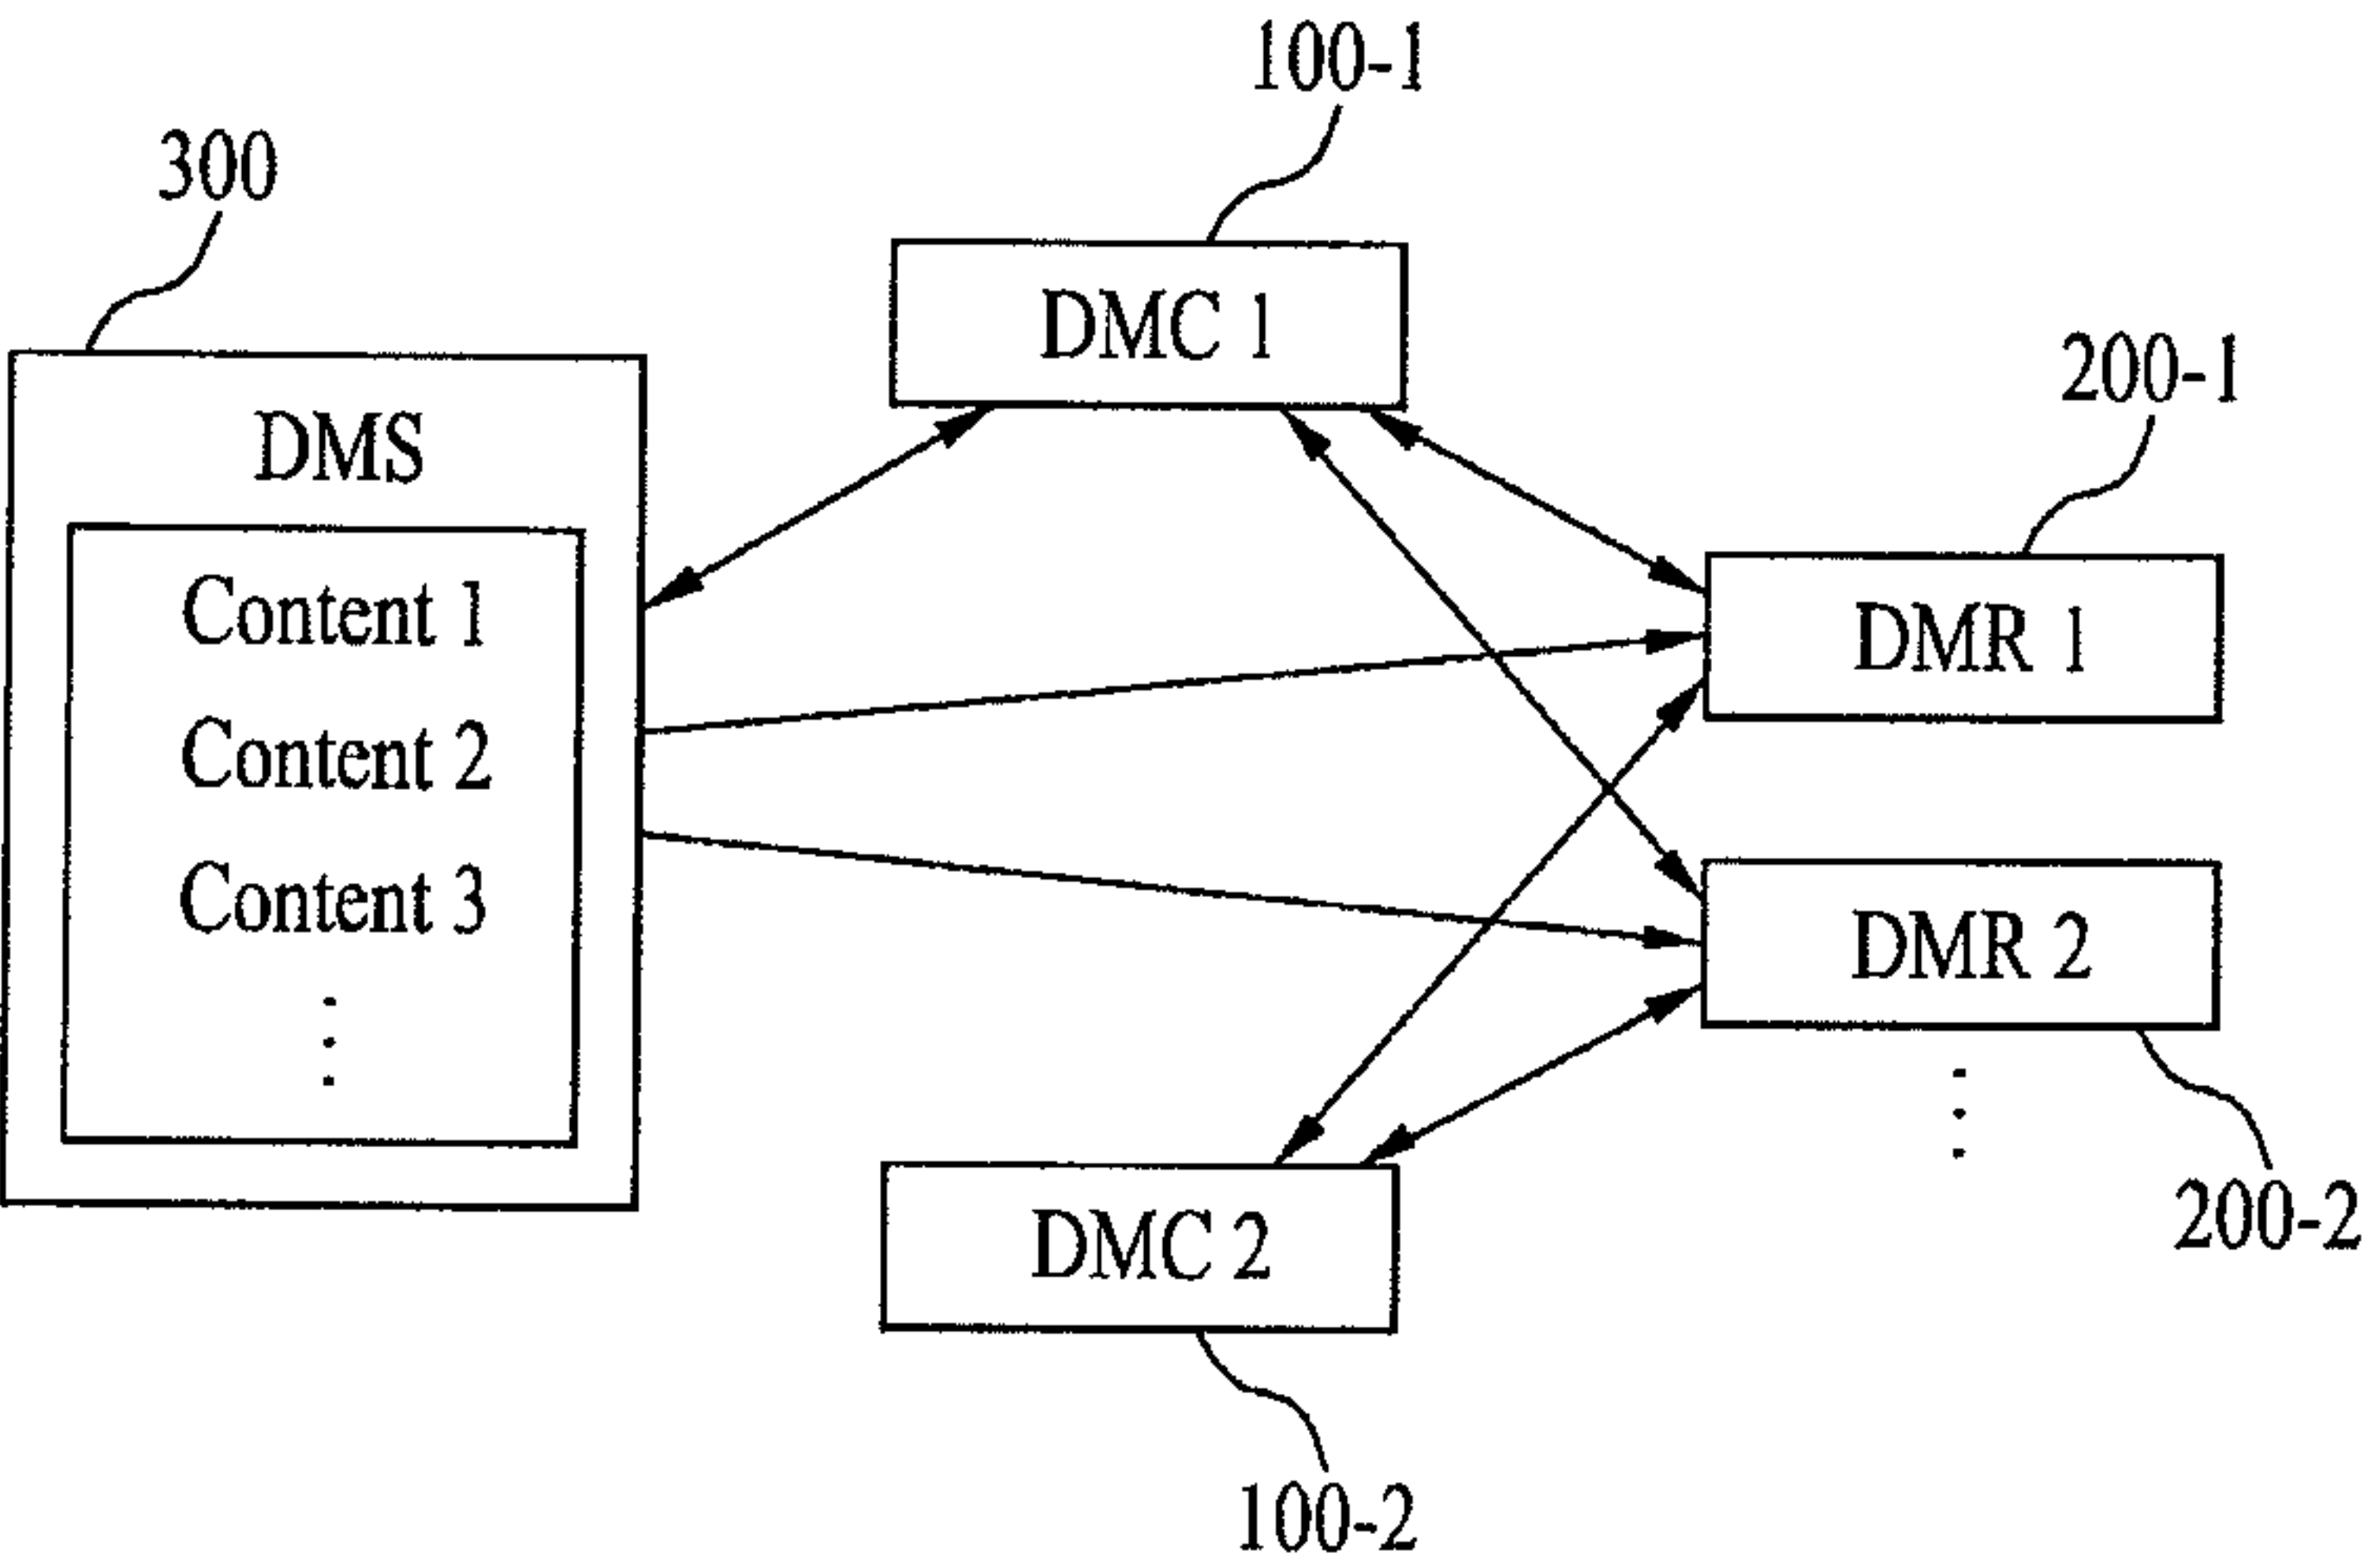 100-1
300
DMC 1
200-1
DMS
Content 1
DMR 1
Content 2
Content 3
DMR 2
200-2
DMC 2
100-2